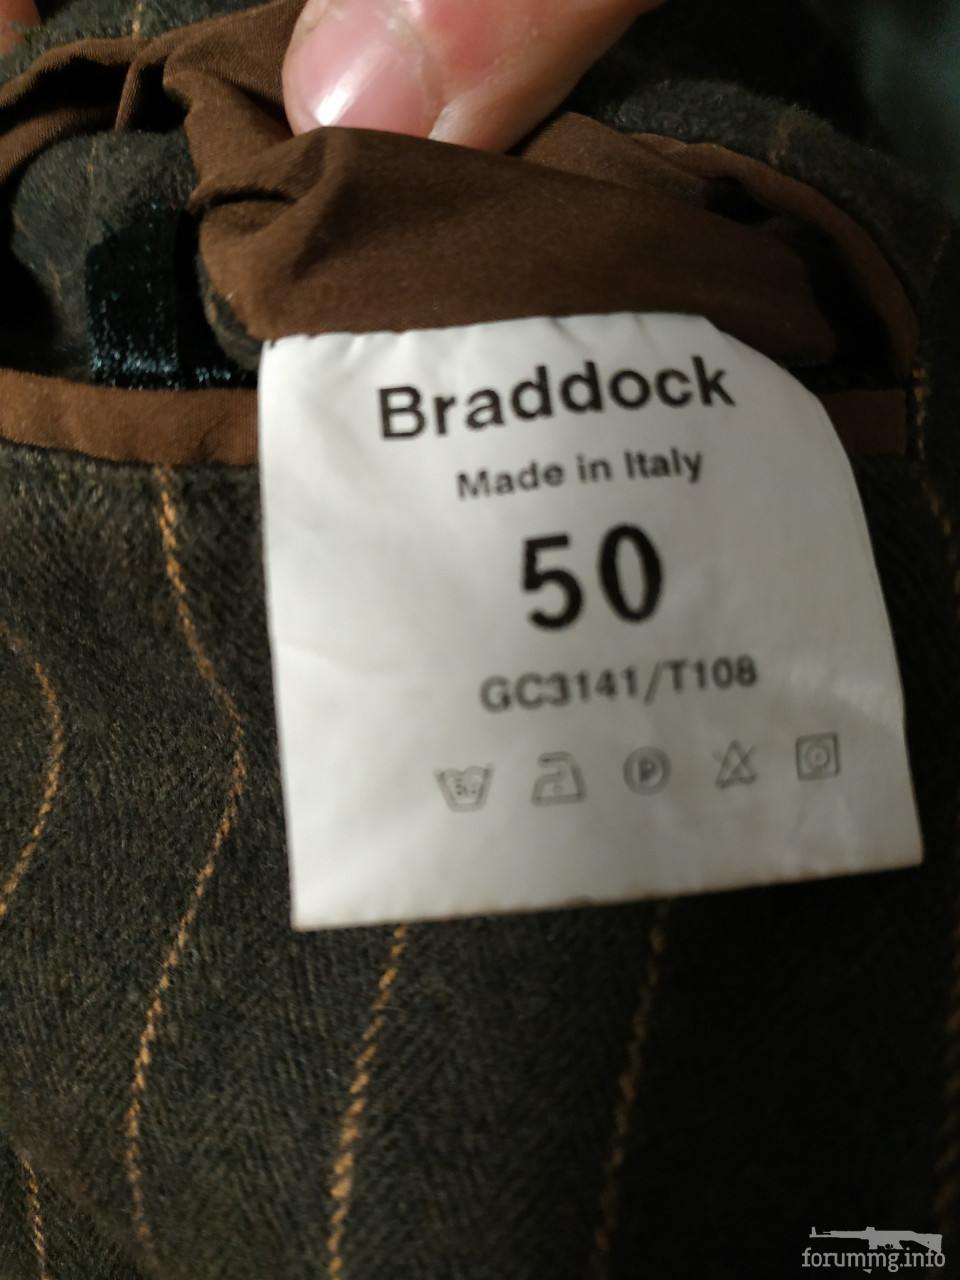 Braddock
Made in Italy
50
GC3141/T108
P
forummg.info